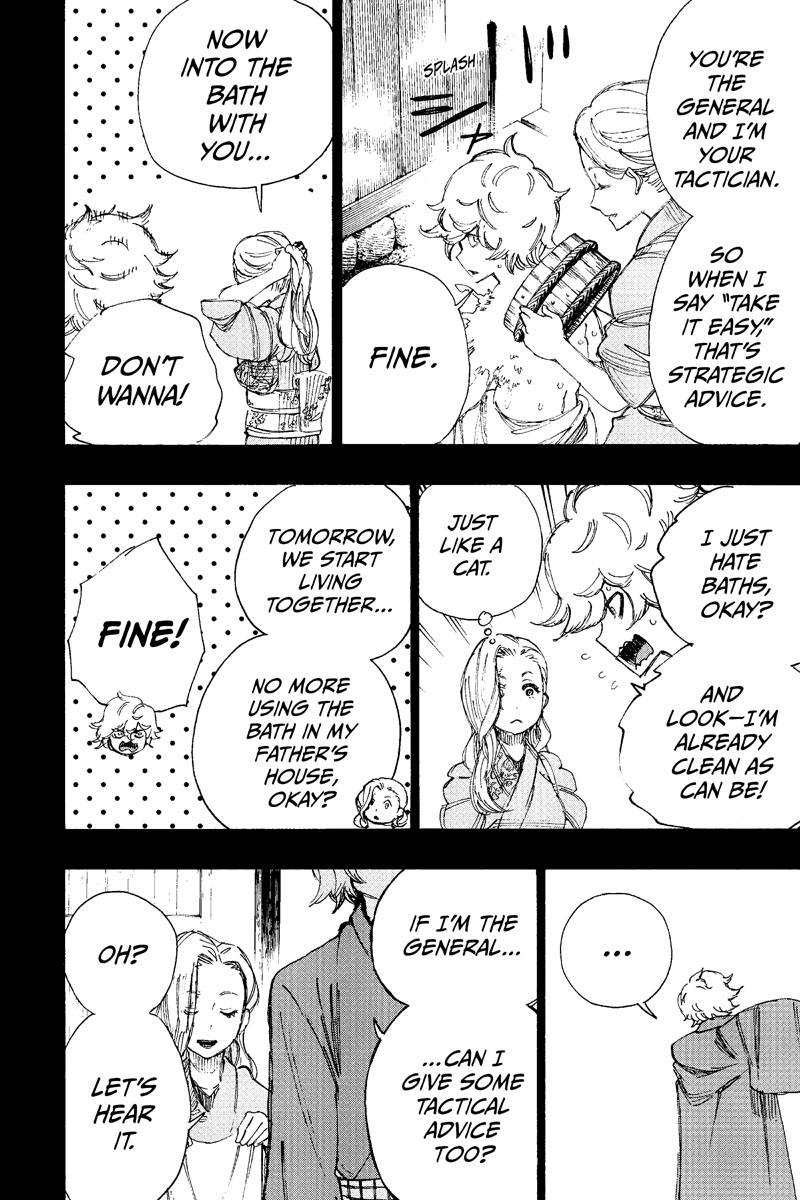 YOU'RE
THE
GENERAL
AND I'M
YOUR
TACTICIAN.
SO
WHEN I
SAY "TAKE
IT EASY,"
THAT'S
STRATEGIC
ADVICE.
SPLASH
FINE.
NOW
INTO THE
BATH
WITH
YOU...
DON'T
WANNA!
I JUST
HATE
BATHS,
OKAY?
AND
LOOK—I'M
ALREADY
CLEAN AS
CAN BE!
JUST
LIKE A
CAT.
TOMORROW,
WE START
LIVING
TOGETHER...
NO MORE
USING THE
BATH IN MY
FATHER'S
HOUSE,
OKAY?
FINE!
...
IF I'M THE
GENERAL...
...CAN I
GIVE SOME
TACTICAL
ADVICE
TOO?
OH?
LET'S
HEAR
IT.